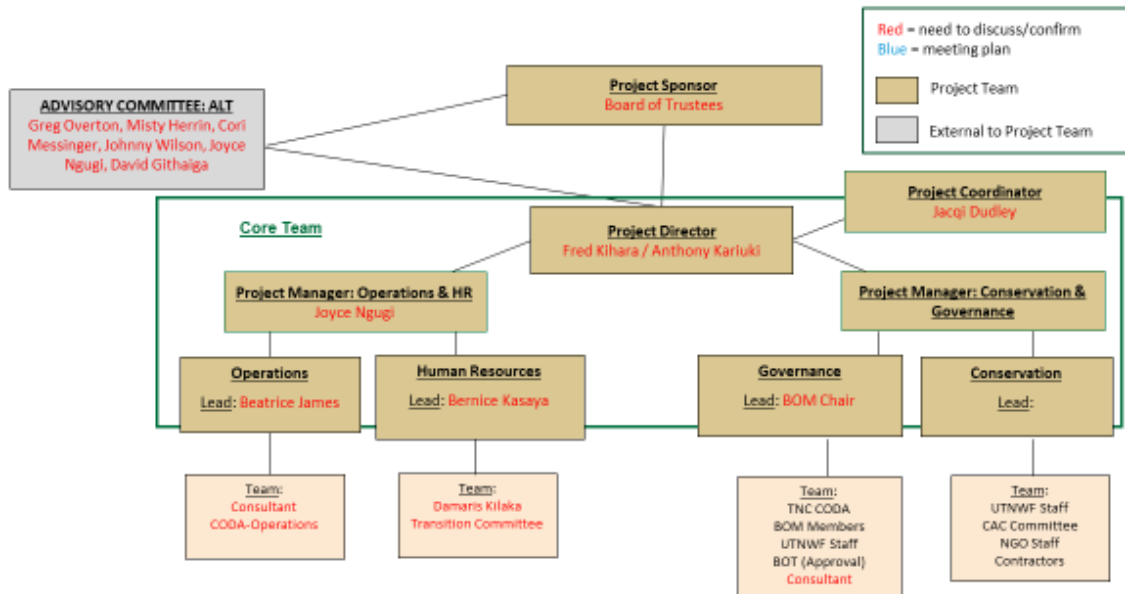 Red = need to discuss/confirm
Blue = meeting plan
Project Team
External to Project Team
Project Sponsor
Board of Trustees
ADVISORY COMMITTEE: ALT
Greg Overton, Misty Herrin, Cori
Messinger, Johnny Wilson, Joyce
Ngugi, David Githaiga
Project Coordinator
Jacqi Dudley
Core Team
Project Director
Fred Kihara / Anthony Kariuki
Project Manager: Operations & HR
Joyce Ngugi
Project Manager: Conservation &
Governance
Operations
Lead: Beatrice James
Human Resources
Lead: Bernice Kasaya
Governance
Lead: BOM Chair
Conservation
Lead:
Team:
Consultant
CODA-Operations
Team:
Damaris Kilaka
Transition Committee
Team:
TNC CODA
BOM Members
UTNWF Staff
BOT (Approval)
Consultant
Team:
UTNWF Staff
CAC Committee
NGO Staff
Contractors